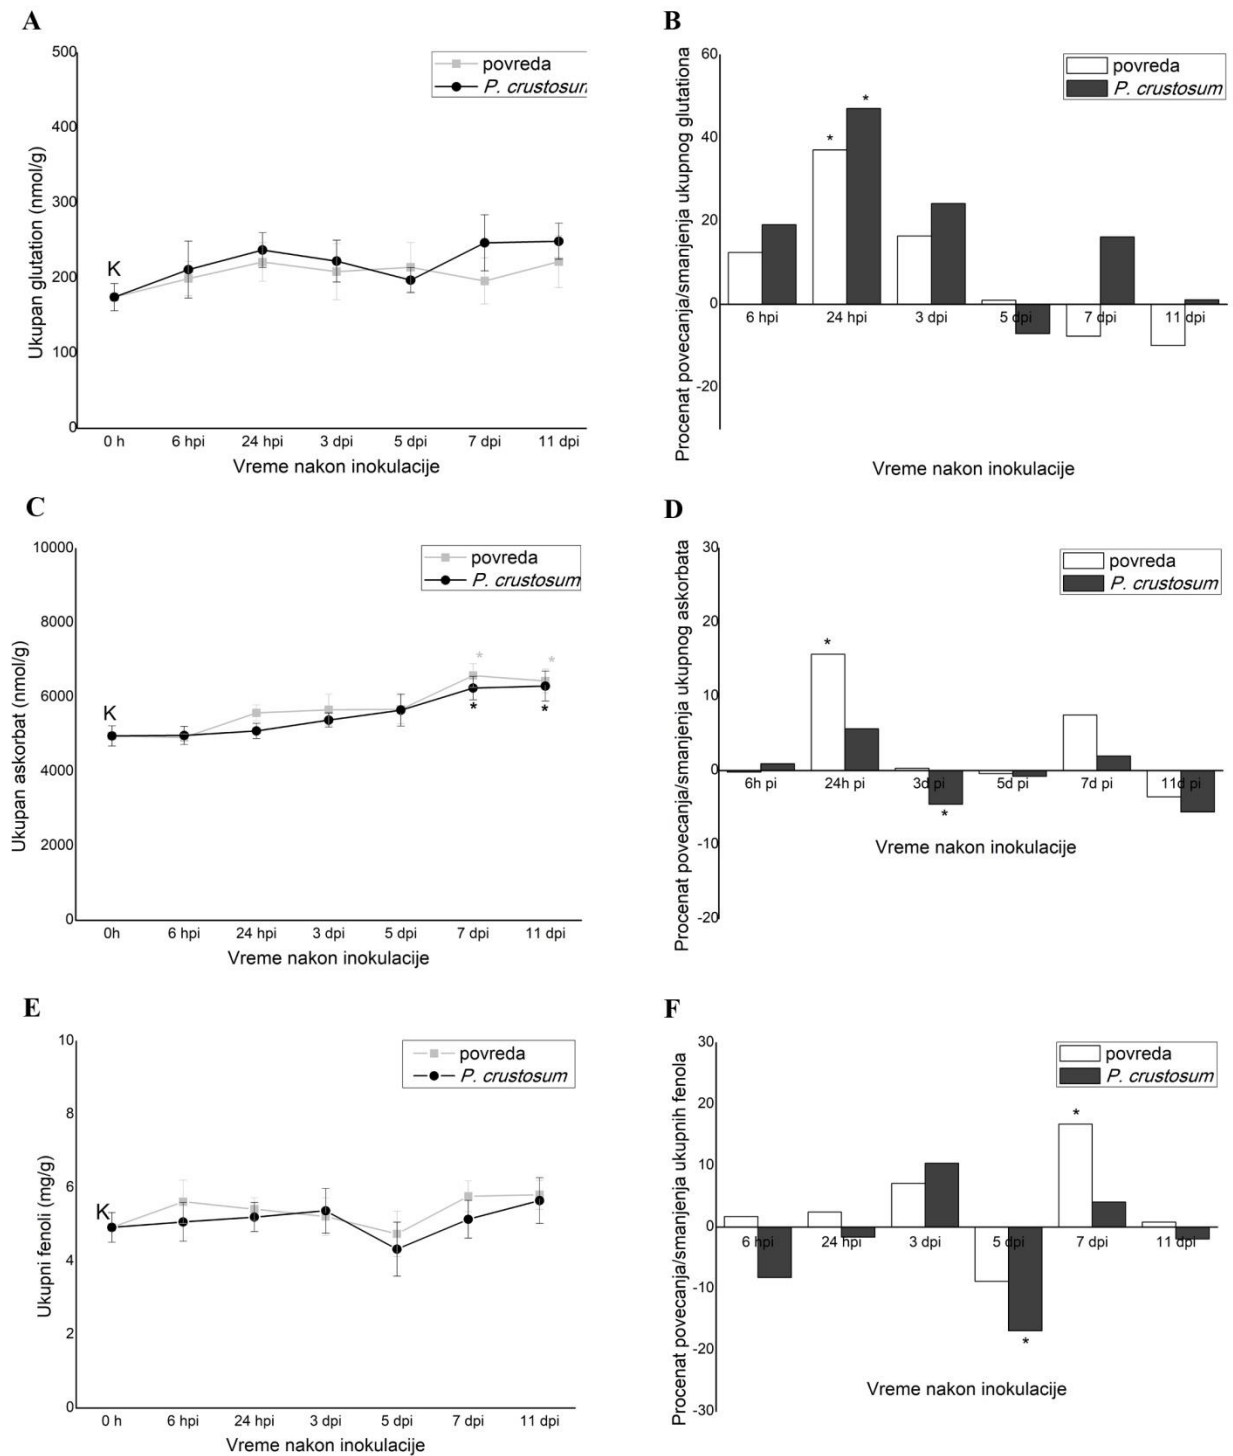 A
Ukupan glutation (nmol/g)
500
400
300
200
100
0
povreda
P. crustosum
K
0 h 6 hpi 24 hpi 3 dpi 5 dpi 7 dpi 11 dpi
Vreme nakon inokulacije
B
Procenat povecanja/smanjenja ukupnog glutationa
60
40
20
0
-20
povreda
P. crustosum
* *
6 hpi 24 hpi 3 dpi 5 dpi 7 dpi 11 dpi
Vreme nakon inokulacije
C
Ukupan askorbat (nmol/g)
10000
8000
6000
4000
2000
0
povreda
P. crustosum
K
* *
* *
0h 6 hpi 24 hpi 3 dpi 5 dpi 7 dpi 11 dpi
Vreme nakon inokulacije
D
Procenat povecanja/smanjenja ukupnog askorbata
30
20
10
0
-10
-20
povreda
P. crustosum
*
6h pi 24h pi 3d pi 5d pi 7d pi 11d pi
*
Vreme nakon inokulacije
E
Ukupni fenoli (mg/g)
10
8
6
4
2
0
povreda
P. crustosum
K
0 h 6 hpi 24 hpi 3 dpi 5 dpi 7 dpi 11 dpi
Vreme nakon inokulacije
F
Procenat povecanja/smanjenja ukupnih fenola
30
20
10
0
-10
-20
-30
povreda
P. crustosum
*
6 hpi 24 hpi 3 dpi 5 dpi 7 dpi 11 dpi
*
Vreme nakon inokulacije